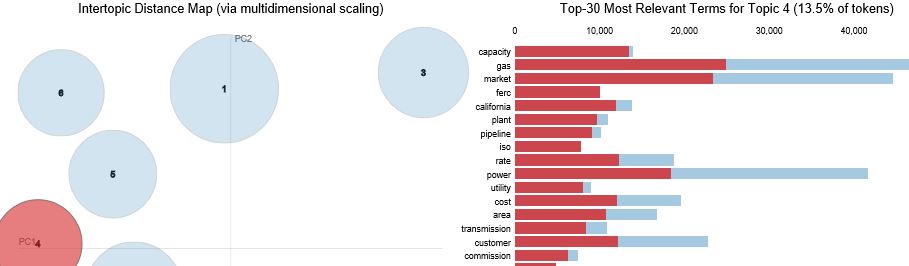 Intertopic Distance Map (via multidimensional scaling)
PC2
6
1
3
5
PC1
4
Top-30 Most Relevant Terms for Topic 4 (13.5% of tokens)
0 10,000 20,000 30,000 40,000
capacity
gas
market
ferc
california
plant
pipeline
iso
rate
power
utility
cost
area
transmission
customer
commission